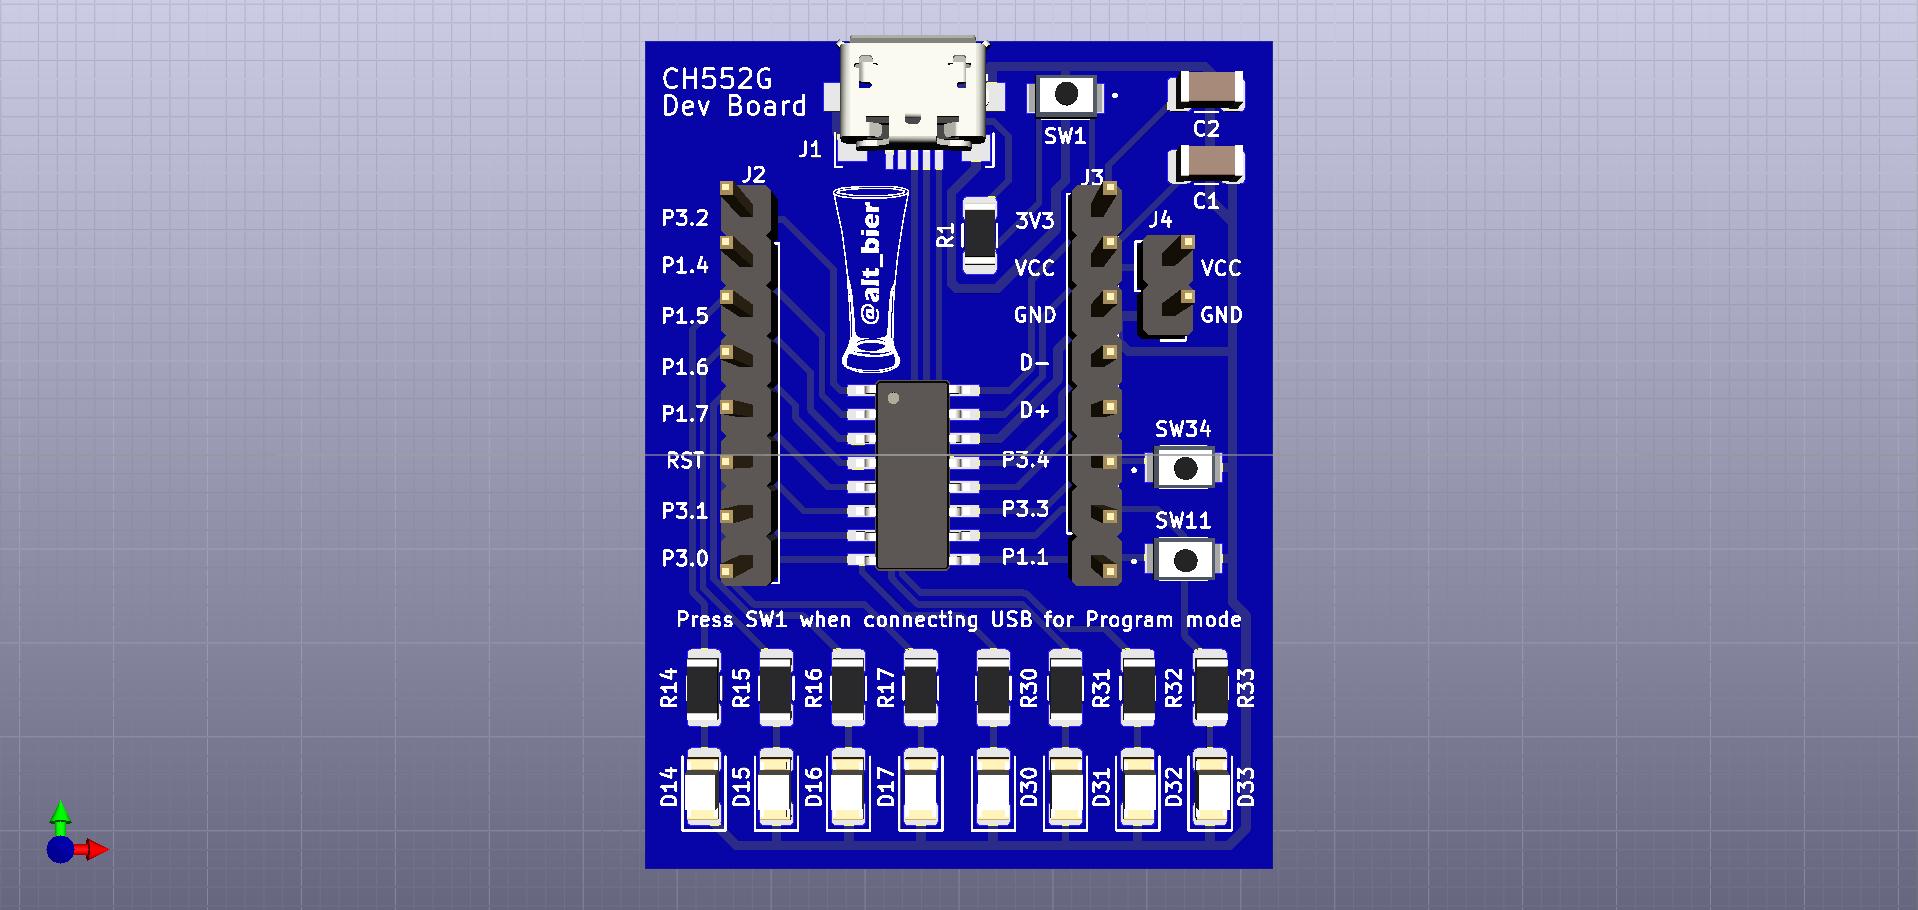 CH552G
Dev Board
J1
SW1
C2
C1
J2
J3
J4
@alt_bier
R1
P3.2
P1.4
P1.5
P1.6
P1.7
RST
P3.1
P3.0
3V3
VCC
GND
D-
D+
P3.4
P3.3
P1.1
VCC
GND
SW34
SW11
Press SW1 when connecting USB for Program mode
R14 R15 R16 R17 R30 R31 R32 R33
D14 D15 D16 D17 D30 D31 D32 D33